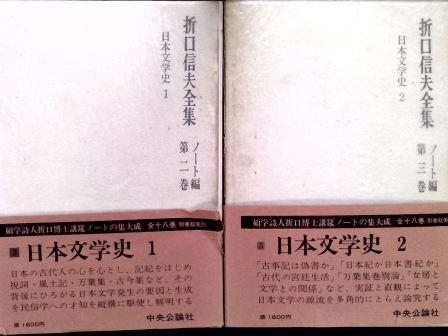 折口信夫全集
ノート編
第二巻
日本文学史 1
碩学詩人折口博士講筵ノートの集大成 全十八巻
日本文学史 1
日本の古代人の心を心とし、記紀をはじめ
祝詞・風土記・万葉集・古今集など、その
背後にひろがる日本文学発生の要因と生成
を民俗学への才知を縦横に駆使し解明する
価1600円
中央公論社
折口信夫全集
ノート編
第三巻
日本文学史 2
碩学詩人折口博士講筵ノートの集大成 全十八巻
日本文学史 2
「古事記は偽書か」「日本紀か日本書紀か」
「古代の宮廷生活」「万葉集巻別論」「女房と
文学との関係」など、実証と直観によって
日本文学の源流を多角的にとらえ論究する
価1600円
中央公論社